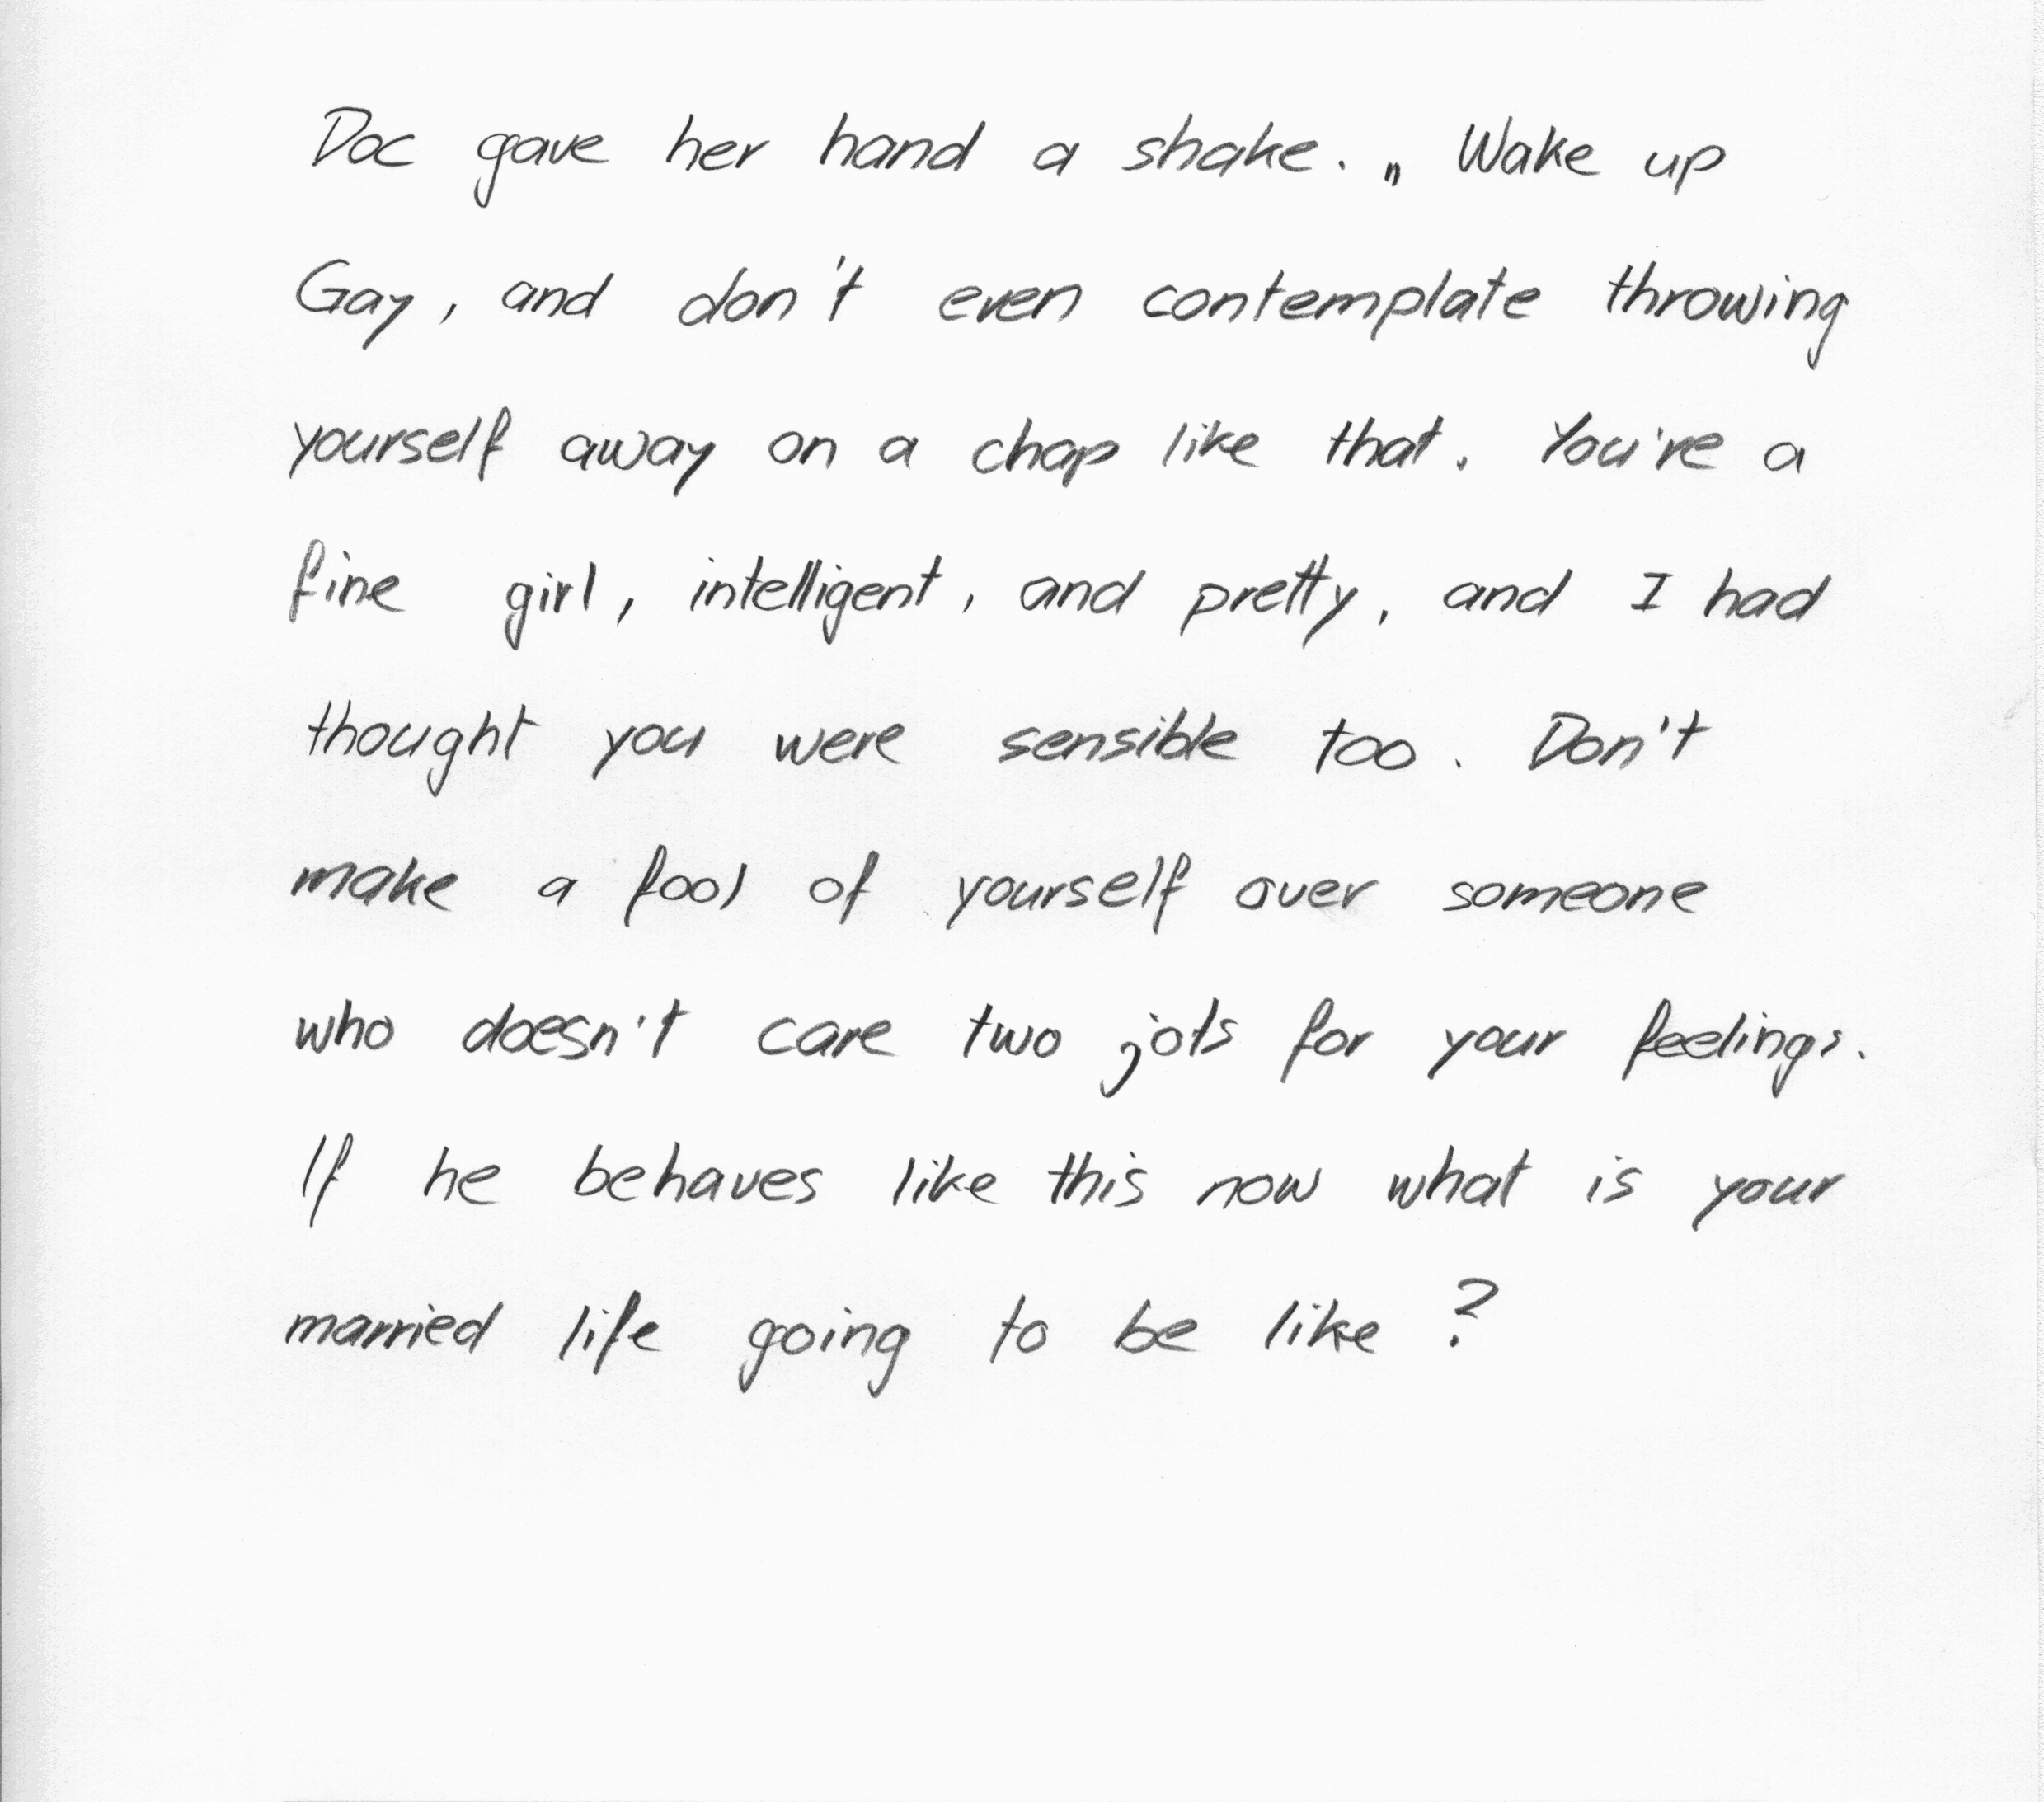 Doc gave her hand a shake. „Wake up
Gay, and don't even contemplate throwing
yourself away on a chap like that. You're a
fine girl, intelligent, and pretty, and I had
thought you were sensible too. Don't
make a fool of yourself over someone
who doesn't care two jots for your feelings.
If he behaves like this now what is your
married life going to be like ?